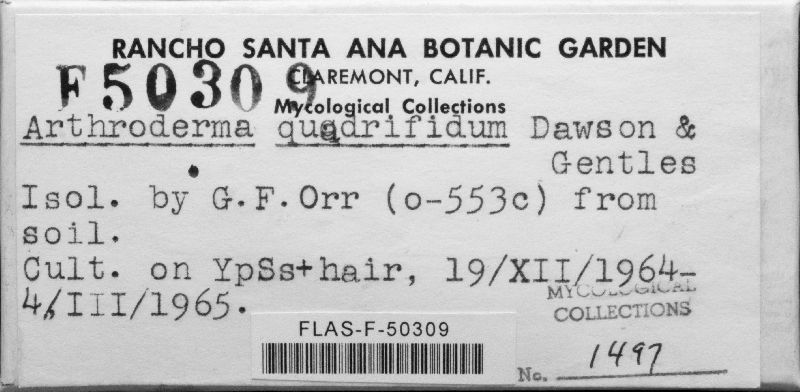 RANCHO SANTA ANA BOTANIC GARDEN
F50309
CLAREMONT, CALIF.
Mycological Collections
Arthroderma quadrifidum Dawson &
Gentles
Isol. by G.F.Orr (o-553c) from
soil.
Cult. on YpSs+hair, 19/XII/1964-
4/III/1965.
MYCOLOGICAL
COLLECTIONS
FLAS-F-50309
No. 1497